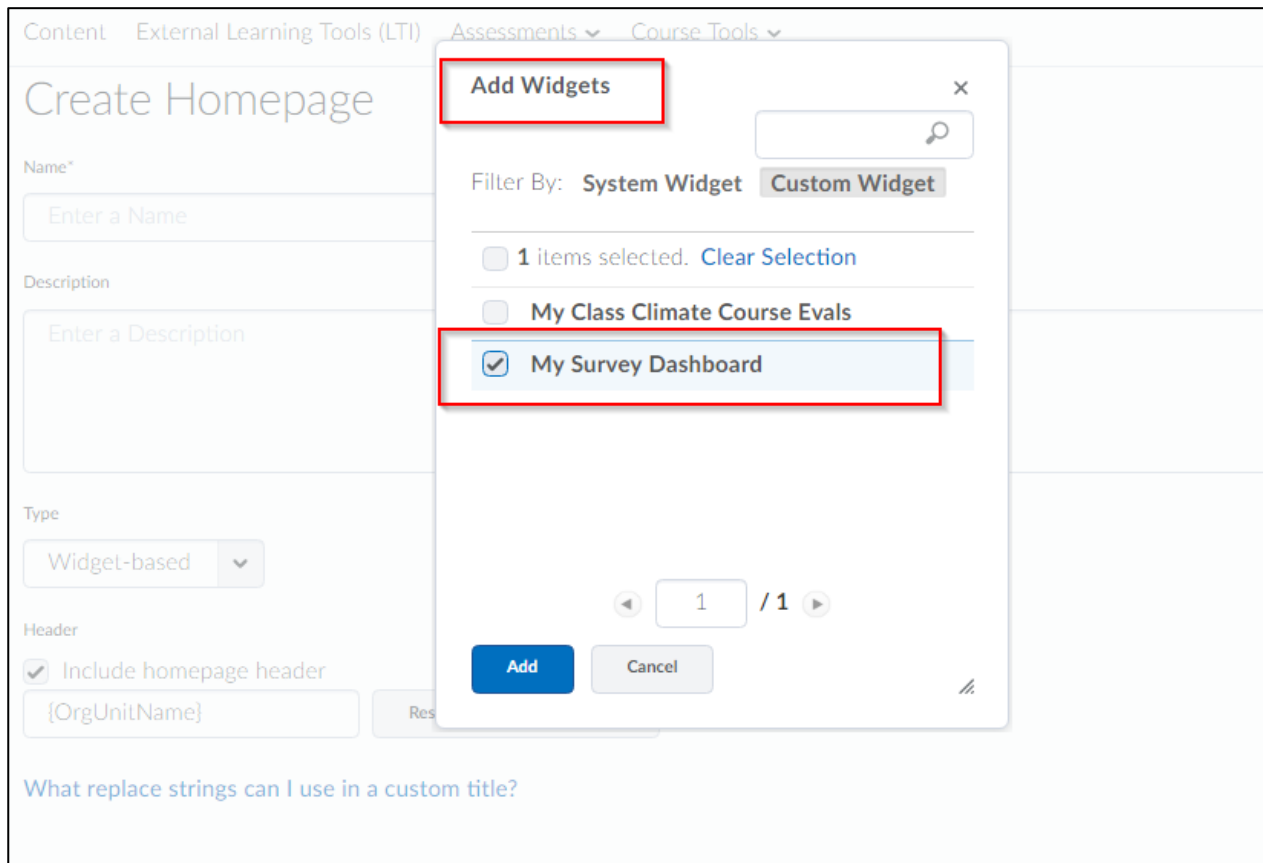 Content External Learning Tools (LTI) Assessments Course Tools
Create Homepage
Name*
Enter a Name
Description
Enter a Description
Type
Widget-based
Header
Include homepage header
{OrgUnitName}
What replace strings can I use in a custom title?
Add Widgets
Filter By: System Widget Custom Widget
1 items selected. Clear Selection
My Class Climate Course Evals
My Survey Dashboard
1 / 1
Add Cancel